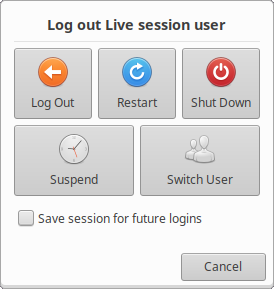 Log out Live session user
Log Out
Restart
Shut Down
Suspend
Switch User
Save session for future logins
Cancel